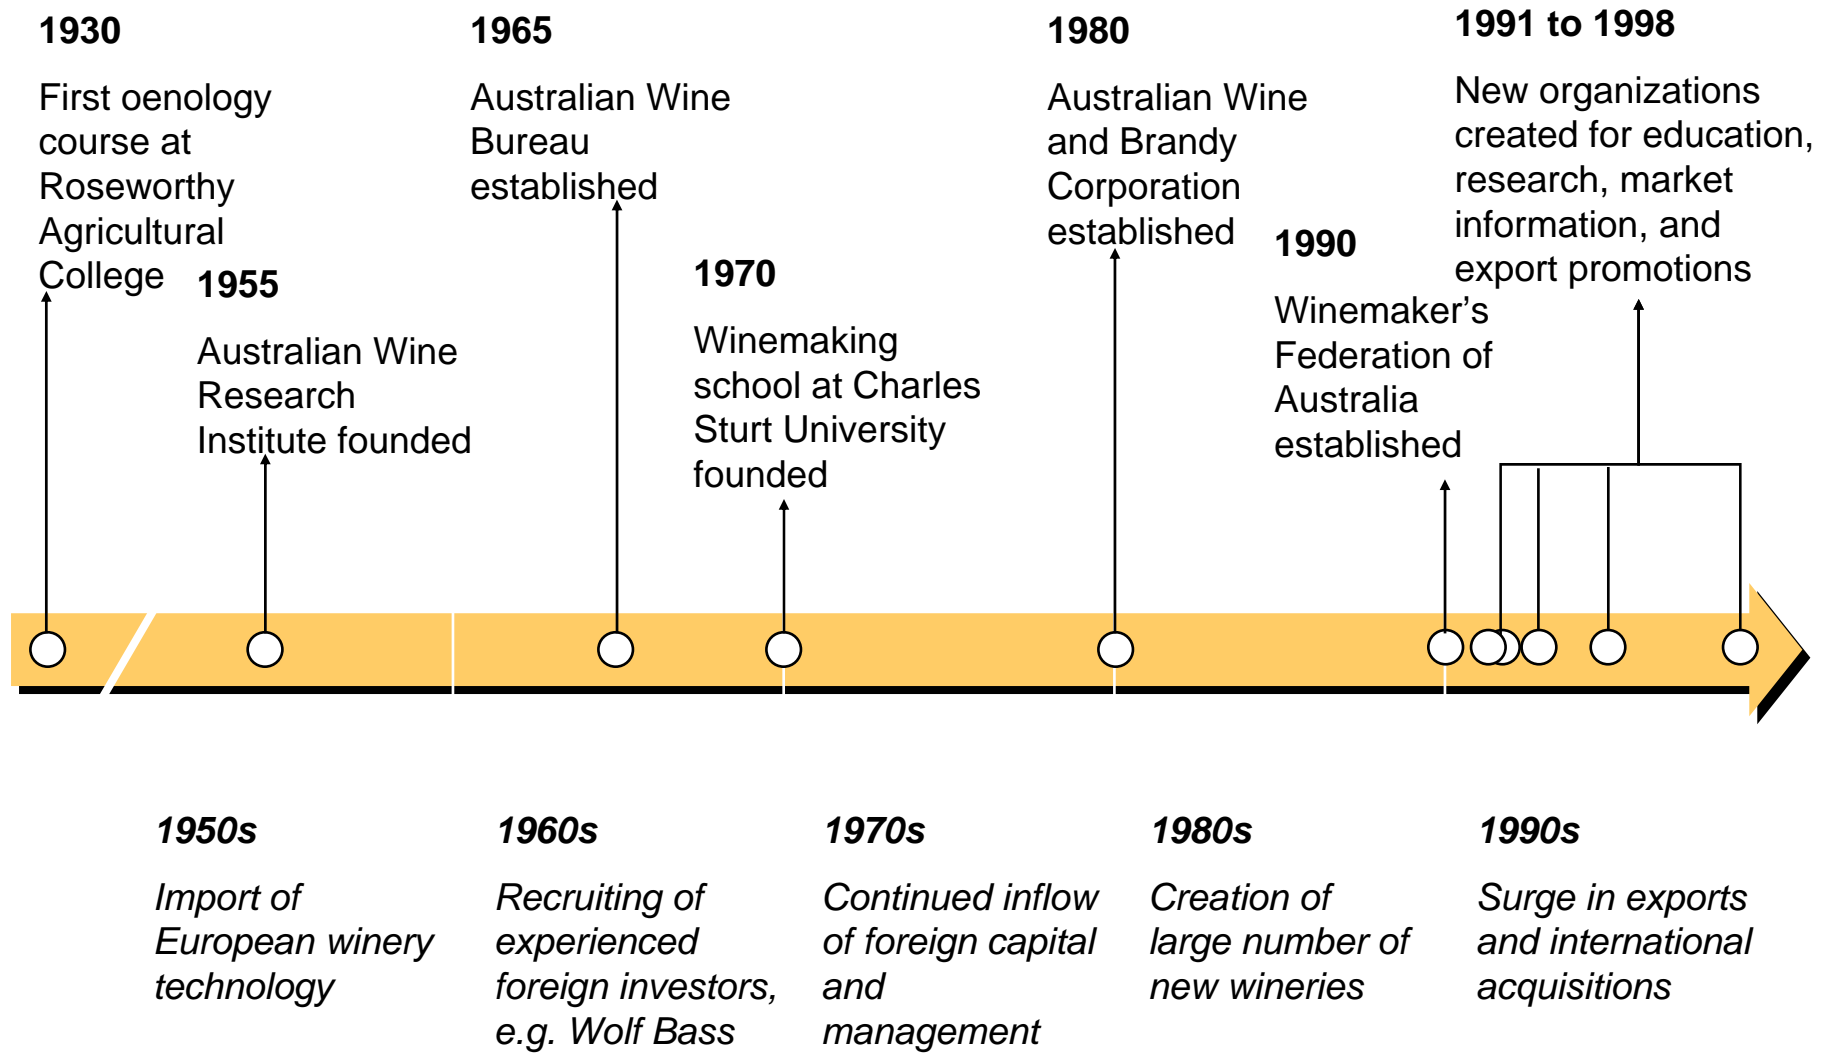 1930
First oenology
course at
Roseworthy
Agricultural
College
1955
Australian Wine
Research
Institute founded
1965
Australian Wine
Bureau
established
1970
Winemaking
school at Charles
Sturt University
founded
1980
Australian Wine
and Brandy
Corporation
established
1990
Winemaker’s
Federation of
Australia
established
1991 to 1998
New organizations
created for education,
research, market
information, and
export promotions
1950s
Import of
European winery
technology
1960s
Recruiting of
experienced
foreign investors,
e.g. Wolf Bass
1970s
Continued inflow
of foreign capital
and
management
1980s
Creation of
large number of
new wineries
1990s
Surge in exports
and international
acquisitions